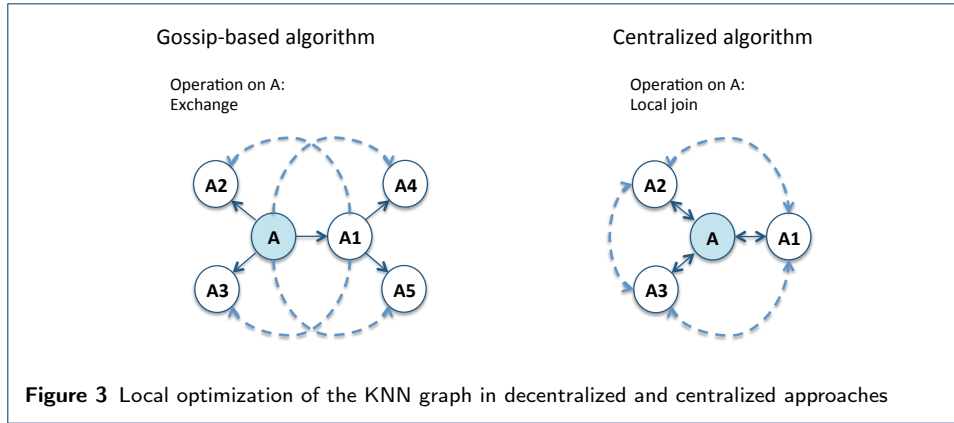 Gossip-based algorithm
Centralized algorithm
Operation on A:
Exchange
Operation on A:
Local join
A2
A4
A
A1
A3
A5
A2
A
A1
A3
Figure 3 Local optimization of the KNN graph in decentralized and centralized approaches